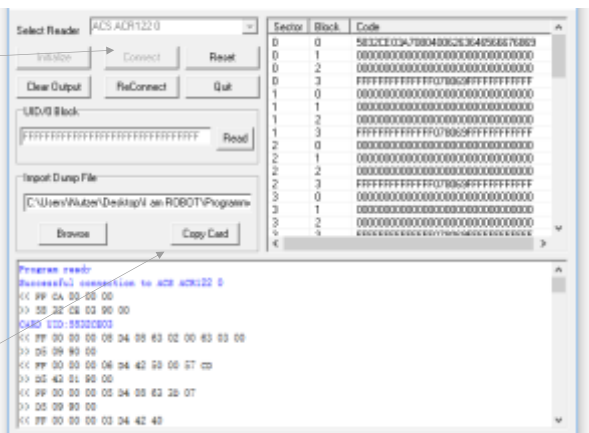 Select Reader ACS ACR122 0
Initialize Connect Reset
Clear Output ReConnect Quit
UID/0 Block
FFFFFFFFFFFFFFFFFFFFFFFFFFFFFFFF Read
Import Dump File
C:\Users\Nutzer\Desktop\I am ROBOT\Programm
Browse Copy Card
Sector Block Code
0 0
0 1 00000000000000000000000000000000
0 2 00000000000000000000000000000000
0 3 FFFFFFFFFFFFFF078069FFFFFFFFFFFF
1 0 00000000000000000000000000000000
1 1 00000000000000000000000000000000
1 2 00000000000000000000000000000000
1 3 FFFFFFFFFFFFFF078069FFFFFFFFFFFF
2 0 00000000000000000000000000000000
2 1 00000000000000000000000000000000
2 2 00000000000000000000000000000000
2 3 FFFFFFFFFFFFFF078069FFFFFFFFFFFF
3 0 00000000000000000000000000000000
3 1 00000000000000000000000000000000
3 2 00000000000000000000000000000000
3 3
Program ready
Successful connection to ACS ACR122 0
<< FF CA 00 00 00
>> 58 32 CE 03 90 00
CARD UID:5832CE03
<< FF 00 00 00 08 D4 08 63 02 00 63 03 00
>> D5 09 90 00
<< FF 00 00 00 06 D4 42 50 00 57 CD
>> D5 43 01 90 00
<< FF 00 00 00 05 D4 08 63 3D 07
>> D5 09 90 00
<< FF 00 00 00 03 D4 42 40